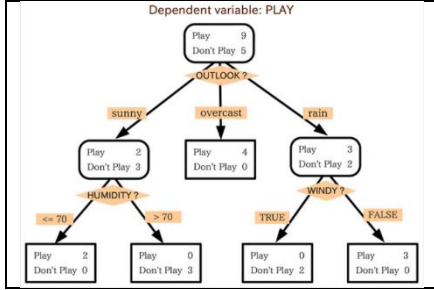 Dependent variable: PLAY
Play 9
Don't Play 5
OUTLOOK ?
sunny
overcast
rain
Play 2
Don't Play 3
Play 4
Don't Play 0
Play 3
Don't Play 2
HUMIDITY ?
WINDY ?
<= 70
> 70
TRUE
FALSE
Play 2
Don't Play 0
Play 0
Don't Play 3
Play 0
Don't Play 2
Play 3
Don't Play 0